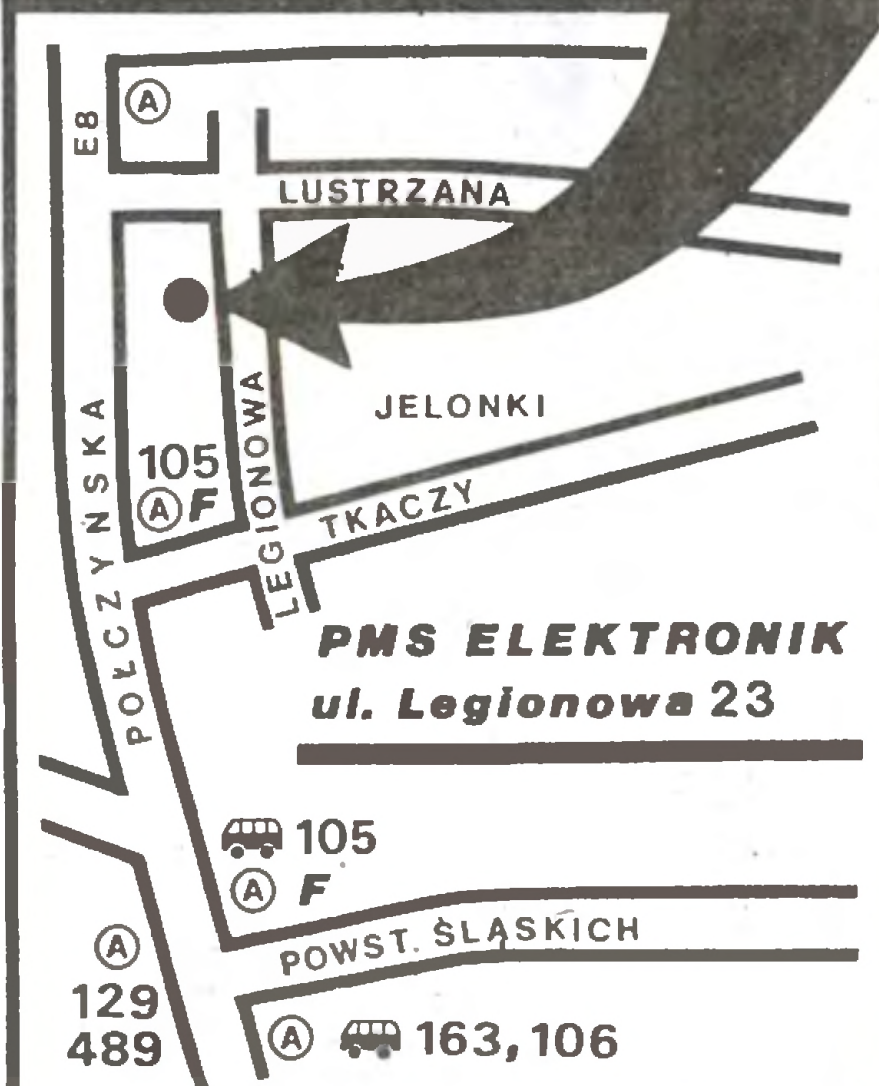 E8
A
LUSTRZANA
JELONKI
POŁCZYŃSKA
105
A F
LEGIONOWA
TKACZY
PMS ELEKTRONIK
ul. Legionowa 23
105
A F
POWST. ŚLĄSKICH
A
129
489
A 163, 106